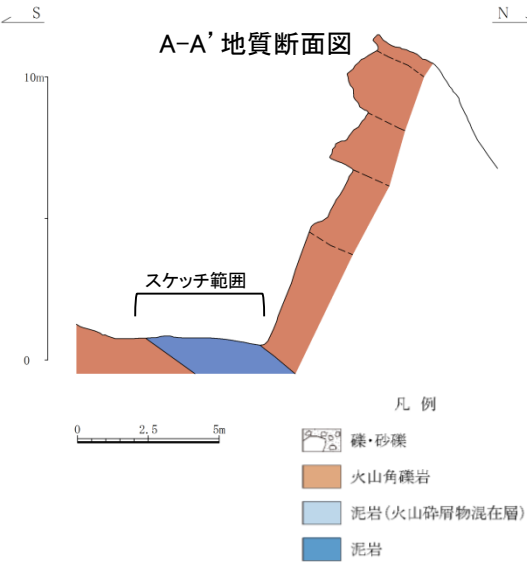 S
N
A-A’地質断面図
10m
スケッチ範囲
0
0 2.5 5m
凡 例
礫・砂礫
火山角礫岩
泥岩(火山砕屑物混在層)
泥岩